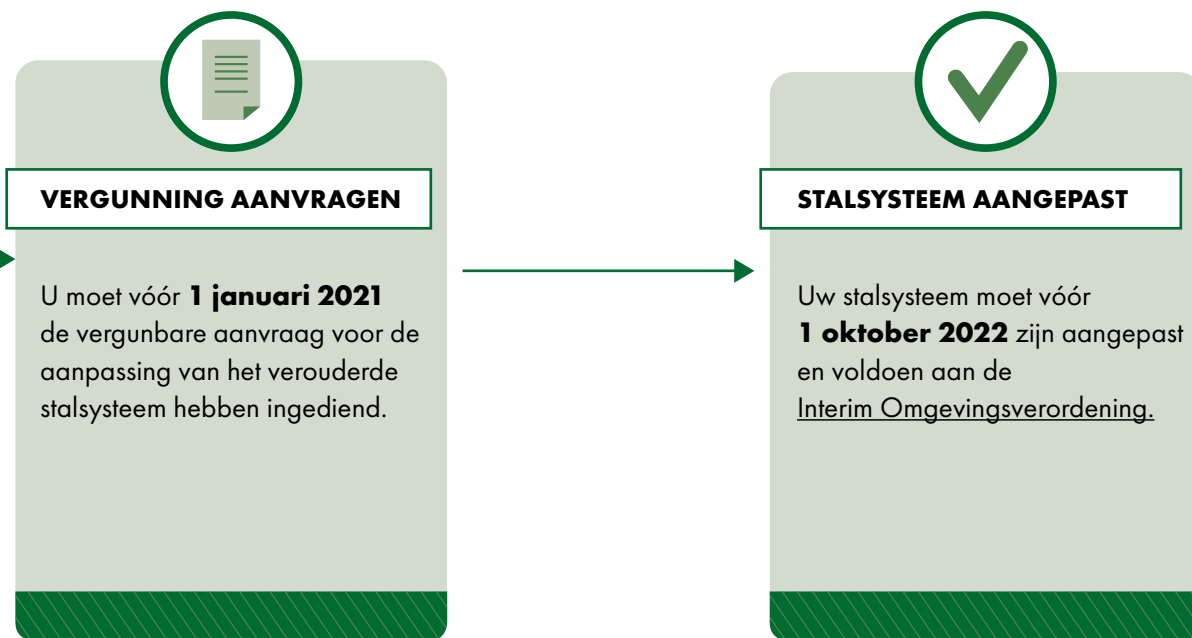 VERGUNNING AANVRAGEN
U moet vóór 1 januari 2021
de vergunbare aanvraag voor de
aanpassing van het verouderde
stalsysteem hebben ingediend.
STALSYSTEEM AANGEPAST
Uw stalsysteem moet vóór
1 oktober 2022 zijn aangepast
en voldoen aan de
Interim Omgevingsverordening.